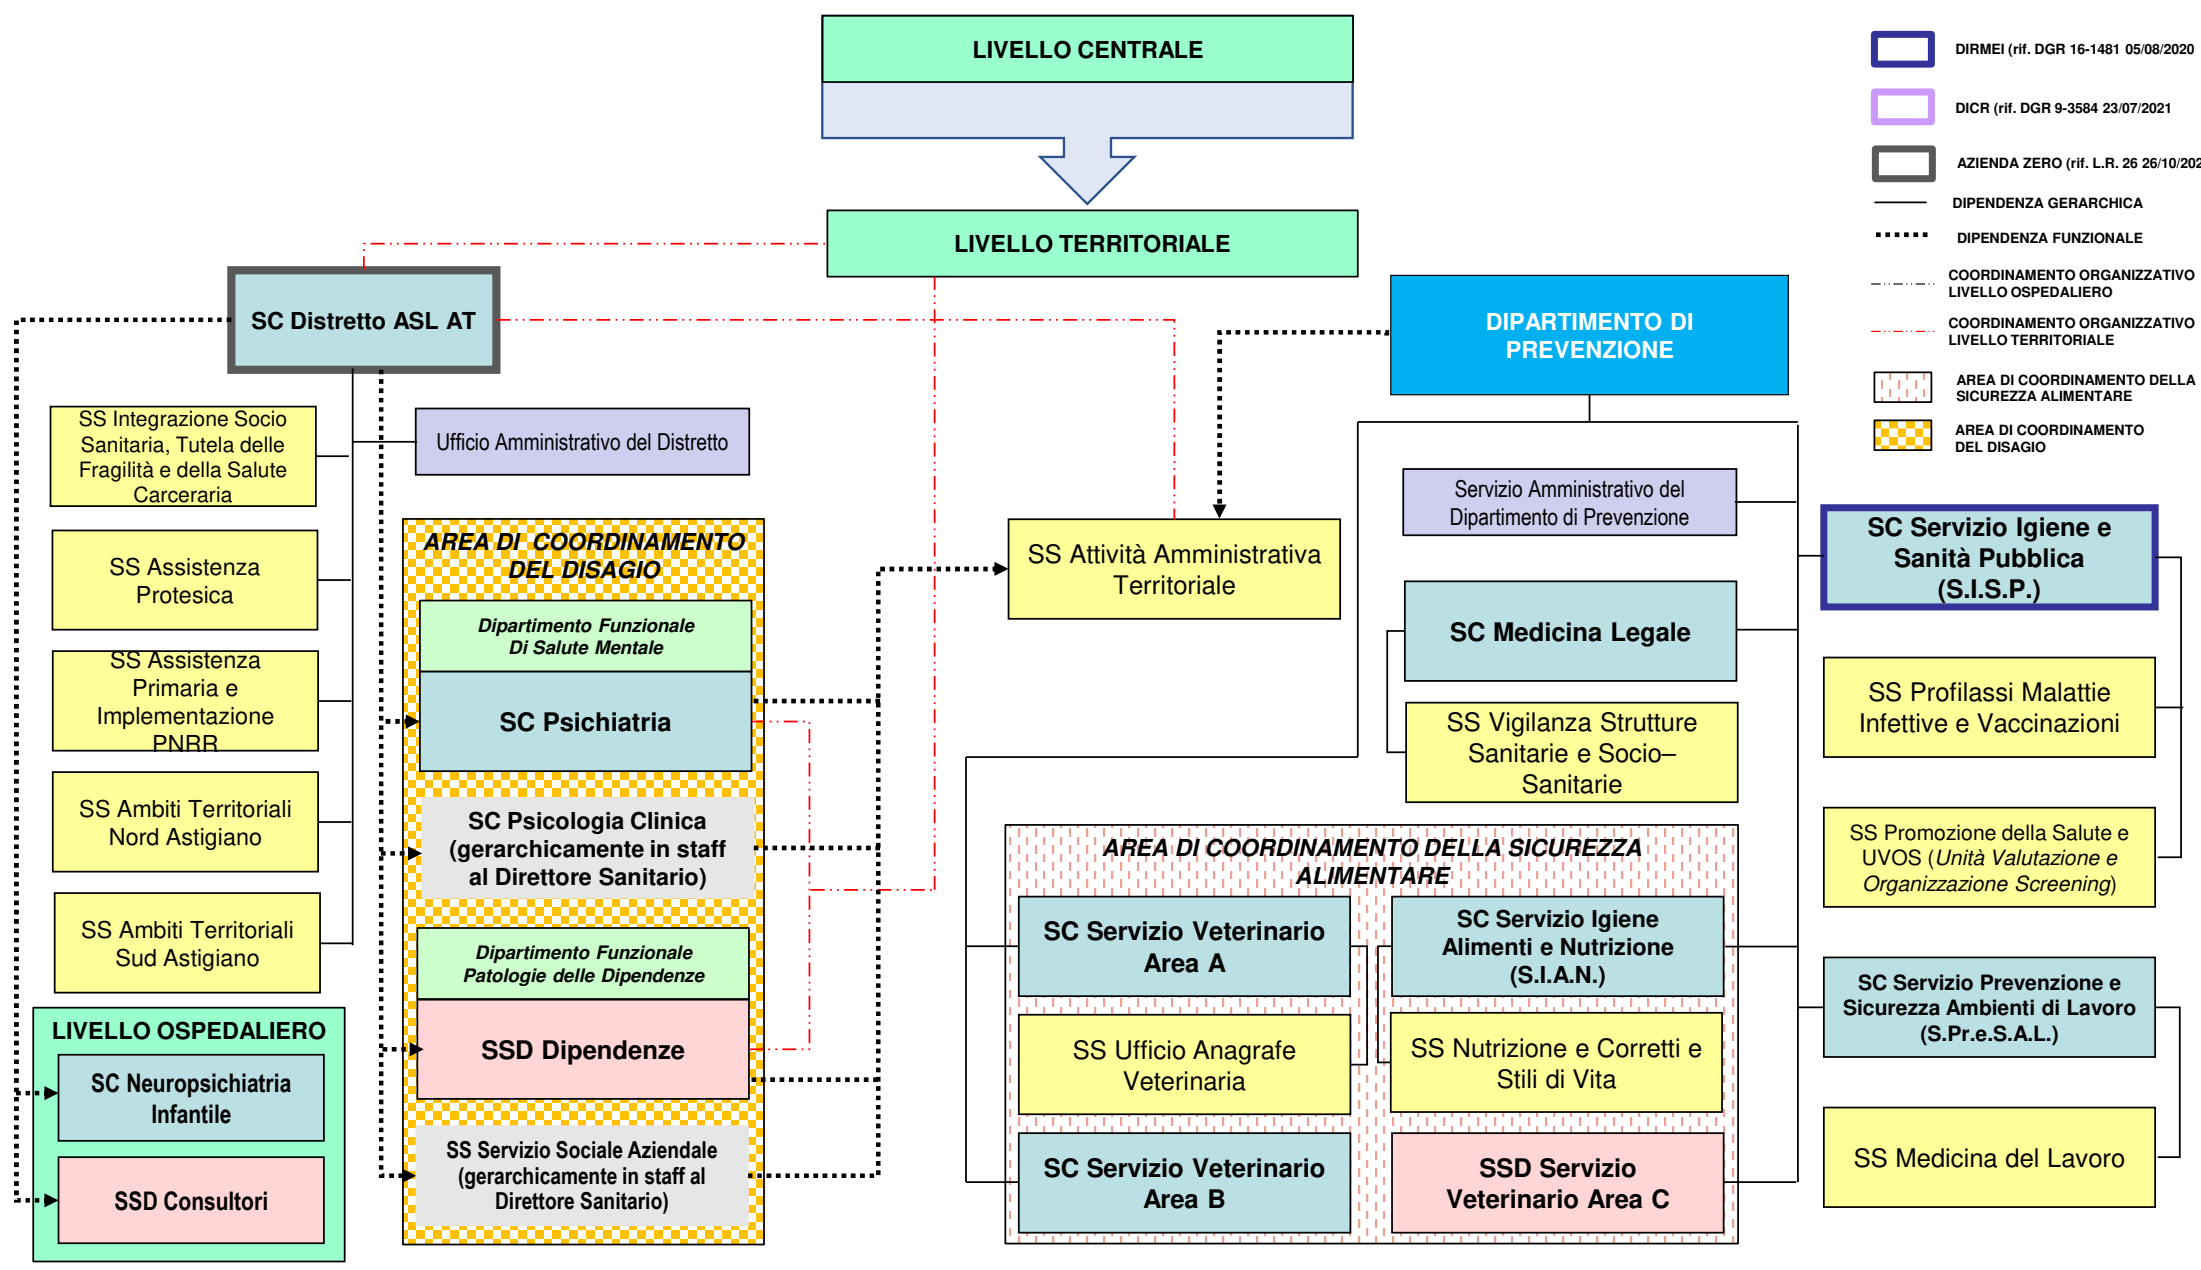 LIVELLO CENTRALE
LIVELLO TERRITORIALE
DIRMEI (rif. DGR 16-1481 05/08/2020
DICR (rif. DGR 9-3584 23/07/2021
AZIENDA ZERO (rif. L.R. 26 26/10/202
DIPENDENZA GERARCHICA
DIPENDENZA FUNZIONALE
COORDINAMENTO ORGANIZZATIVO
LIVELLO OSPEDALIERO
COORDINAMENTO ORGANIZZATIVO
LIVELLO TERRITORIALE
AREA DI COORDINAMENTO DELLA
SICUREZZA ALIMENTARE
AREA DI COORDINAMENTO
DEL DISAGIO
SC Distretto ASL AT
SS Integrazione Socio
Sanitaria, Tutela delle
Fragilità e della Salute
Carceraria
Ufficio Amministrativo del Distretto
SS Assistenza
Protesica
SS Assistenza
Primaria e
Implementazione
PNRR
SS Ambiti Territoriali
Nord Astigiano
SS Ambiti Territoriali
Sud Astigiano
LIVELLO OSPEDALIERO
SC Neuropsichiatria
Infantile
SSD Consultori
AREA DI COORDINAMENTO
DEL DISAGIO
Dipartimento Funzionale
Di Salute Mentale
SC Psichiatria
SC Psicologia Clinica
(gerarchicamente in staff
al Direttore Sanitario)
Dipartimento Funzionale
Patologie delle Dipendenze
SSD Dipendenze
SS Servizio Sociale Aziendale
(gerarchicamente in staff al
Direttore Sanitario)
SS Attività Amministrativa
Territoriale
DIPARTIMENTO DI
PREVENZIONE
Servizio Amministrativo del
Dipartimento di Prevenzione
SC Medicina Legale
SS Vigilanza Strutture
Sanitarie e Socio–
Sanitarie
AREA DI COORDINAMENTO DELLA SICUREZZA
ALIMENTARE
SC Servizio Veterinario
Area A
SS Ufficio Anagrafe
Veterinaria
SC Servizio Veterinario
Area B
SC Servizio Igiene
Alimenti e Nutrizione
(S.I.A.N.)
SS Nutrizione e Corretti e
Stili di Vita
SSD Servizio
Veterinario Area C
SC Servizio Igiene e
Sanità Pubblica
(S.I.S.P.)
SS Profilassi Malattie
Infettive e Vaccinazioni
SS Promozione della Salute e
UVOS (Unità Valutazione e
Organizzazione Screening)
SC Servizio Prevenzione e
Sicurezza Ambienti di Lavoro
(S.Pr.e.S.A.L.)
SS Medicina del Lavoro